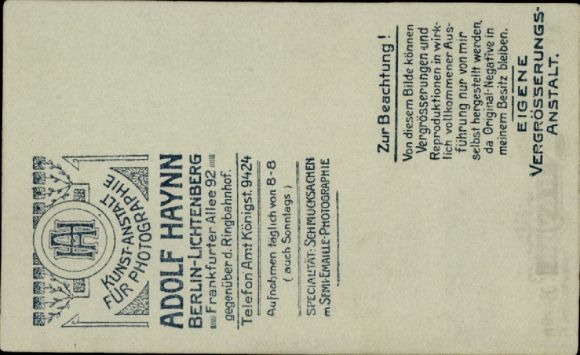 AH
KUNST-ANSTALT
FÜR PHOTOGRAPHIE
ADOLF HAYNN
BERLIN-LICHTENBERG
Frankfurter Allee 92
gegenüber d. Ringbahnhof.
Telefon Amt Königst. 9424
Aufnahmen täglich von 8-8
( auch Sonntags )
SPECIALITÄT: SCHMUCKSACHEN
m. SEMI-EMAILLE-PHOTOGRAPHIE
Zur Beachtung!
Von diesem Bilde können
Vergrösserungen und
Reproduktionen in wirk-
lich vollkommener Aus-
führung nur von mir
selbst hergestellt werden,
da Original-Negative in
meinem Besitz bleiben.
EIGENE
VERGRÖSSERUNGS-
ANSTALT.